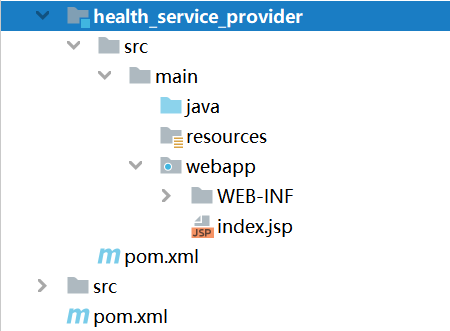 health_service_provider
src
main
java
resources
webapp
WEB-INF
JSP index.jsp
m pom.xml
src
m pom.xml